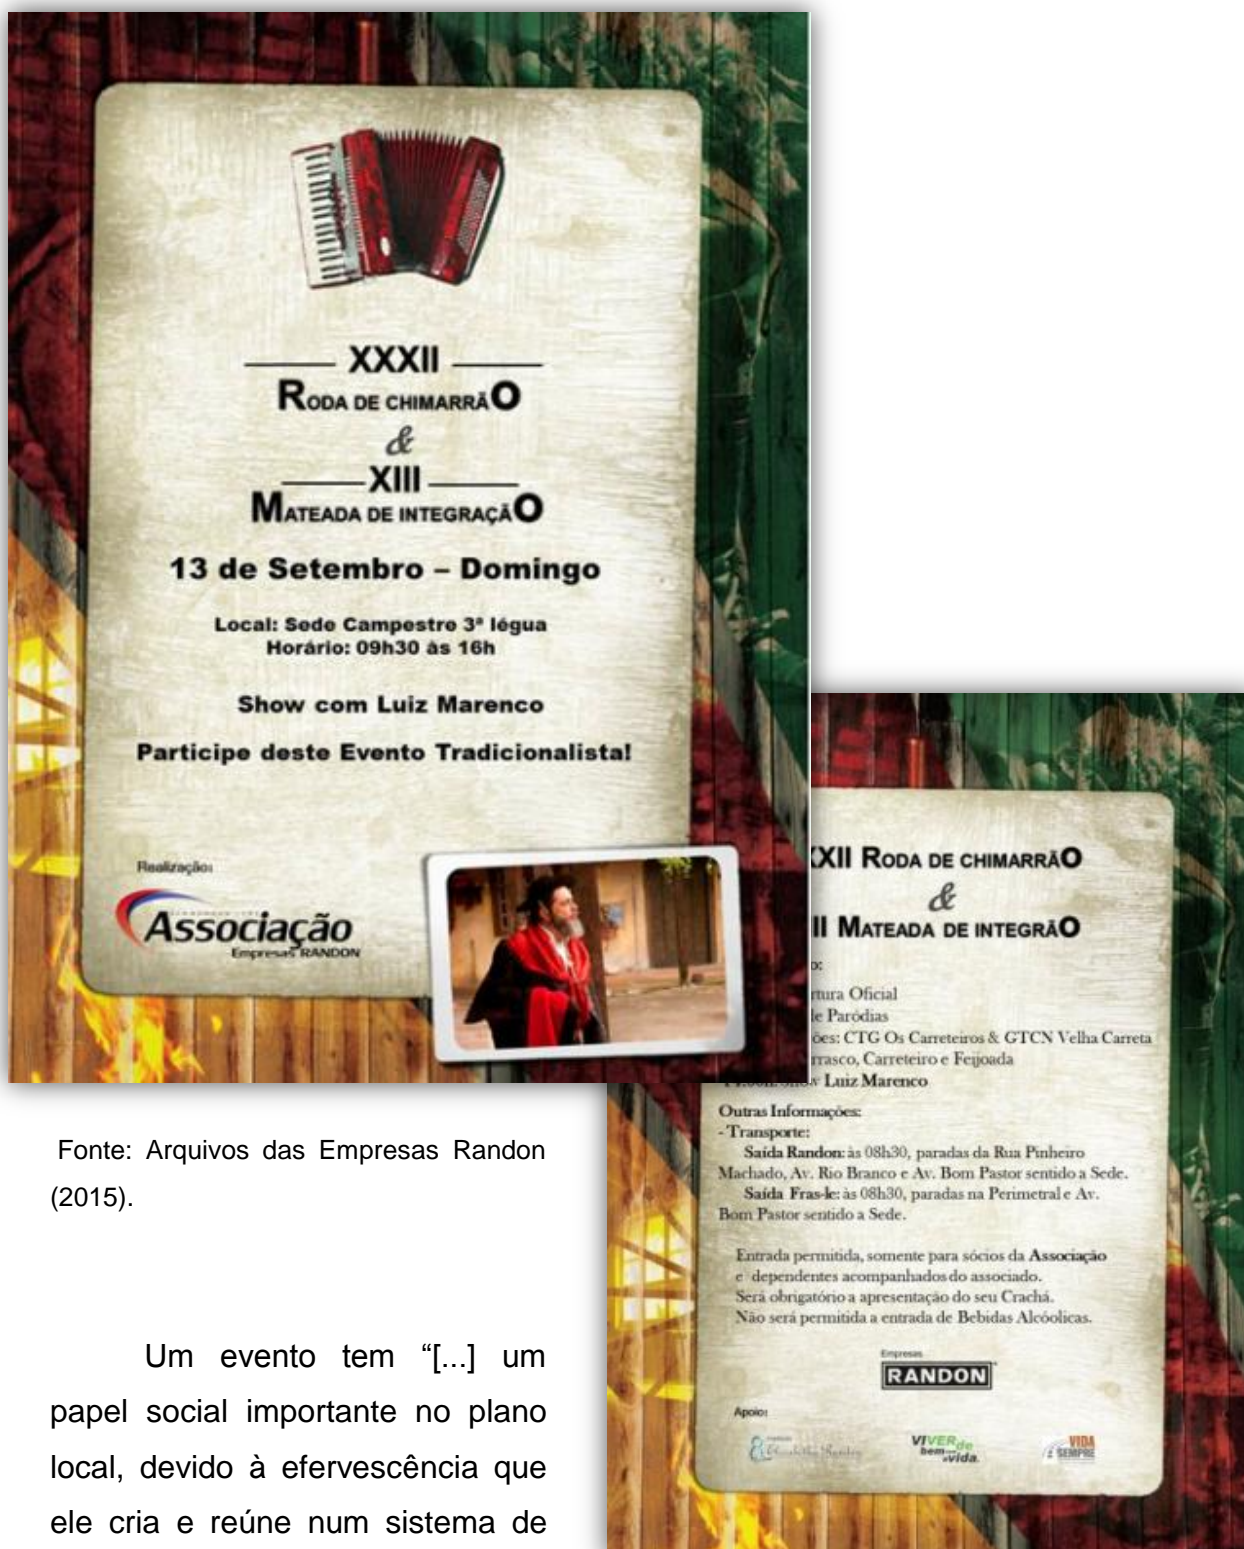 XXXII
RODA DE CHIMARRÃO
&
XIII
MATEADA DE INTEGRAÇÃO
13 de Setembro – Domingo
Local: Sede Campestre 3ª légua
Horário: 09h30 às 16h
Show com Luiz Marenco
Participe deste Evento Tradicionalista!
Realização:
Associação
Empresas RANDON
XII RODA DE CHIMARRÃO
&
II MATEADA DE INTEGRÃO
o:
rtura Oficial
de Paródias
ões: CTG Os Carreteiros & GTCN Velha Carreta
rrasco, Carreteiro e Feijoada
Luiz Marenco
Outras Informações:
- Transporte:
Saída Randon: às 08h30, paradas da Rua Pinheiro
Machado, Av. Rio Branco e Av. Bom Pastor sentido a Sede.
Saída Fras-le: às 08h30, paradas na Perimetral e Av.
Bom Pastor sentido a Sede.
Entrada permitida, somente para sócios da Associação
e dependentes acompanhados do associado.
Será obrigatório a apresentação do seu Crachá.
Não será permitida a entrada de Bebidas Alcóolicas.
Empresas
RANDON
Apoio:
VIVER de
bem com
a vida.
VIDA
SEMPRE
Fonte: Arquivos das Empresas Randon
(2015).
Um evento tem “[...] um
papel social importante no plano
local, devido à efervescência que
ele cria e reúne num sistema de